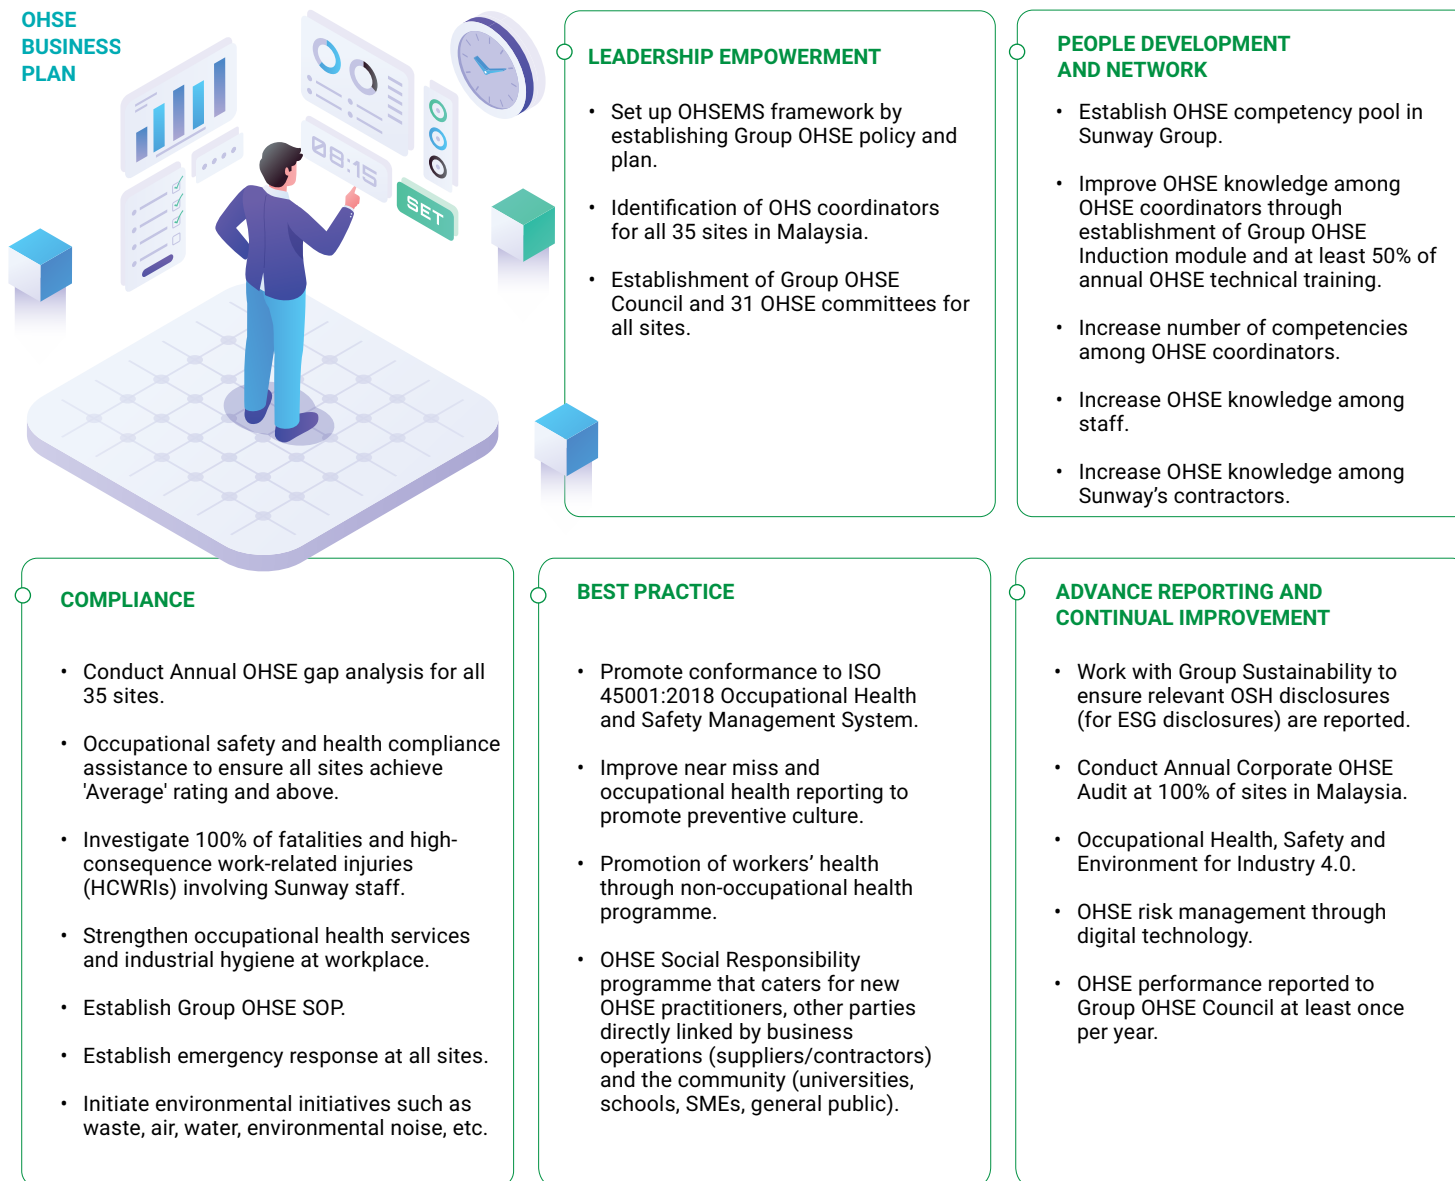 OHSE
BUSINESS
PLAN
08:15
SET
LEADERSHIP EMPOWERMENT
• Set up OHSEMS framework by
establishing Group OHSE policy and
plan.
• Identification of OHS coordinators
for all 35 sites in Malaysia.
• Establishment of Group OHSE
Council and 31 OHSE committees for
all sites.
PEOPLE DEVELOPMENT
AND NETWORK
• Establish OHSE competency pool in
Sunway Group.
• Improve OHSE knowledge among
OHSE coordinators through
establishment of Group OHSE
Induction module and at least 50% of
annual OHSE technical training.
• Increase number of competencies
among OHSE coordinators.
• Increase OHSE knowledge among
staff.
• Increase OHSE knowledge among
Sunway’s contractors.
COMPLIANCE
• Conduct Annual OHSE gap analysis for all
35 sites.
• Occupational safety and health compliance
assistance to ensure all sites achieve
'Average' rating and above.
• Investigate 100% of fatalities and high-
consequence work-related injuries
(HCWRIs) involving Sunway staff.
• Strengthen occupational health services
and industrial hygiene at workplace.
• Establish Group OHSE SOP.
• Establish emergency response at all sites.
• Initiate environmental initiatives such as
waste, air, water, environmental noise, etc.
BEST PRACTICE
• Promote conformance to ISO
45001:2018 Occupational Health
and Safety Management System.
• Improve near miss and
occupational health reporting to
promote preventive culture.
• Promotion of workers’ health
through non-occupational health
programme.
• OHSE Social Responsibility
programme that caters for new
OHSE practitioners, other parties
directly linked by business
operations (suppliers/contractors)
and the community (universities,
schools, SMEs, general public).
ADVANCE REPORTING AND
CONTINUAL IMPROVEMENT
• Work with Group Sustainability to
ensure relevant OSH disclosures
(for ESG disclosures) are reported.
• Conduct Annual Corporate OHSE
Audit at 100% of sites in Malaysia.
• Occupational Health, Safety and
Environment for Industry 4.0.
• OHSE risk management through
digital technology.
• OHSE performance reported to
Group OHSE Council at least once
per year.